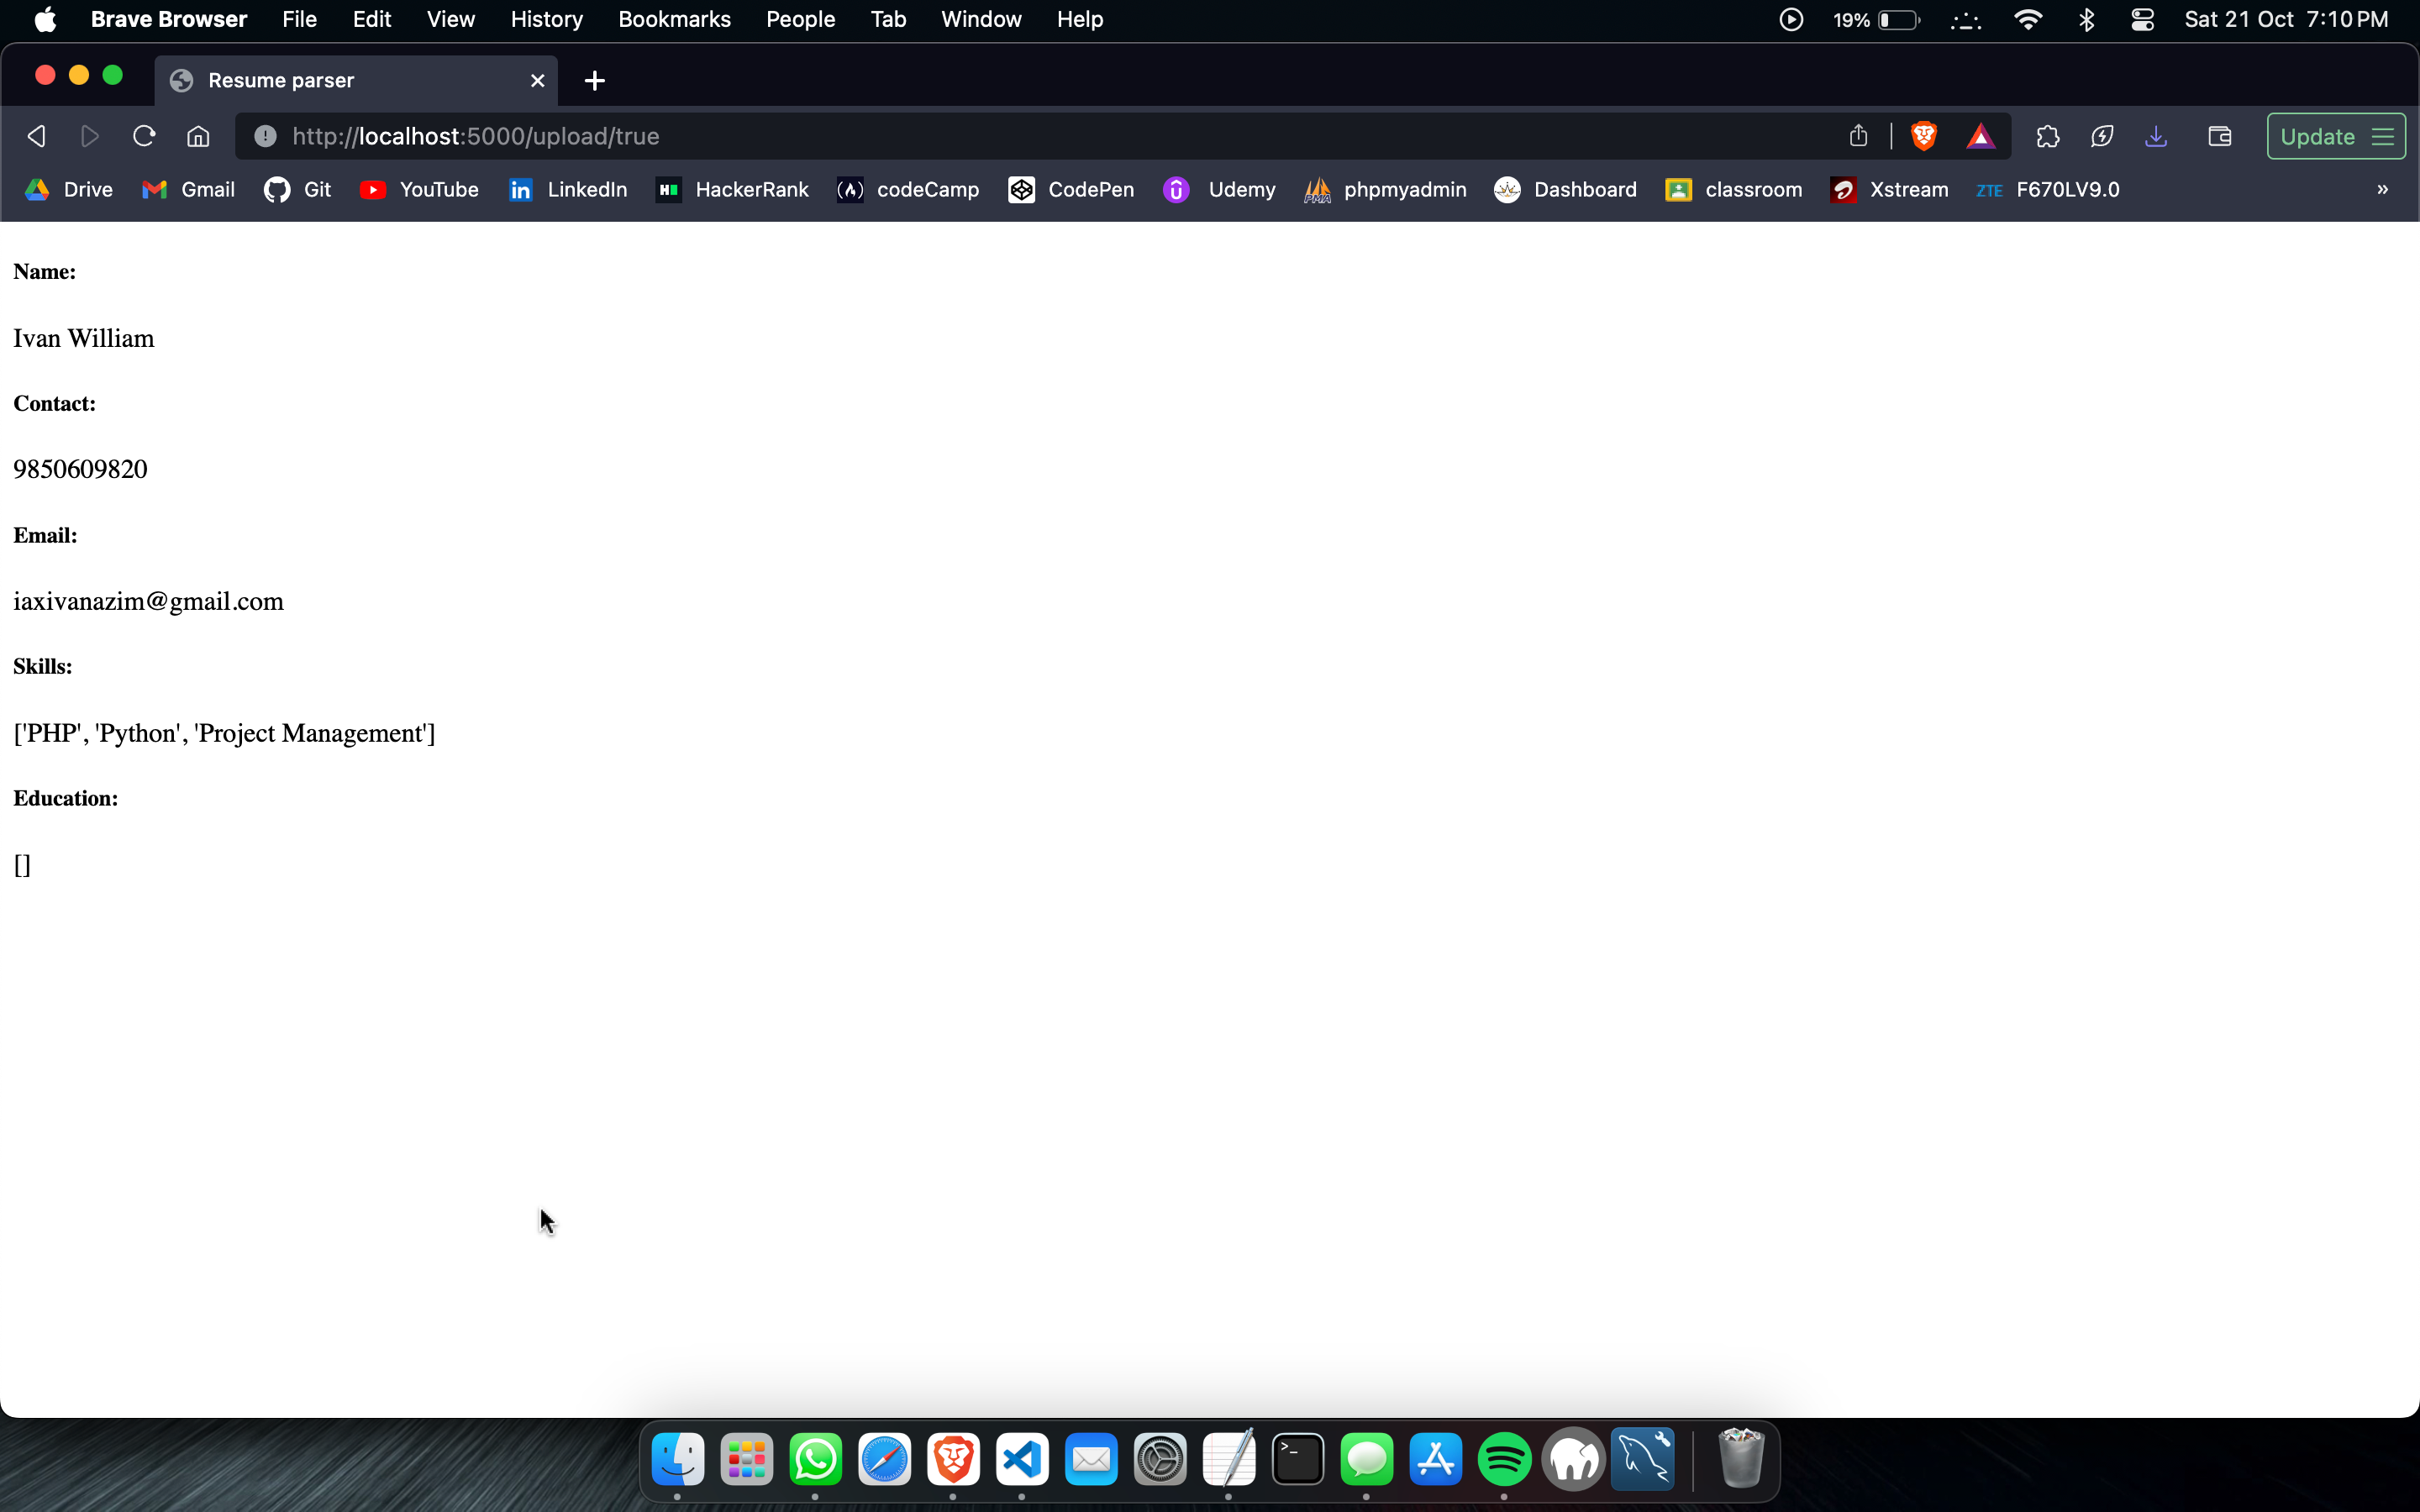 Brave Browser File Edit View History Bookmarks People Tab Window Help 19% Sat 21 Oct 7:10 PM
Resume parser
http://localhost:5000/upload/true Update
Drive Gmail Git YouTube LinkedIn HackerRank codeCamp CodePen Udemy phpmyadmin Dashboard classroom Xstream ZTE F670LV9.0 »
Name:
Ivan William
Contact:
9850609820
Email:
iaxivanazim@gmail.com
Skills:
['PHP', 'Python', 'Project Management']
Education:
[]